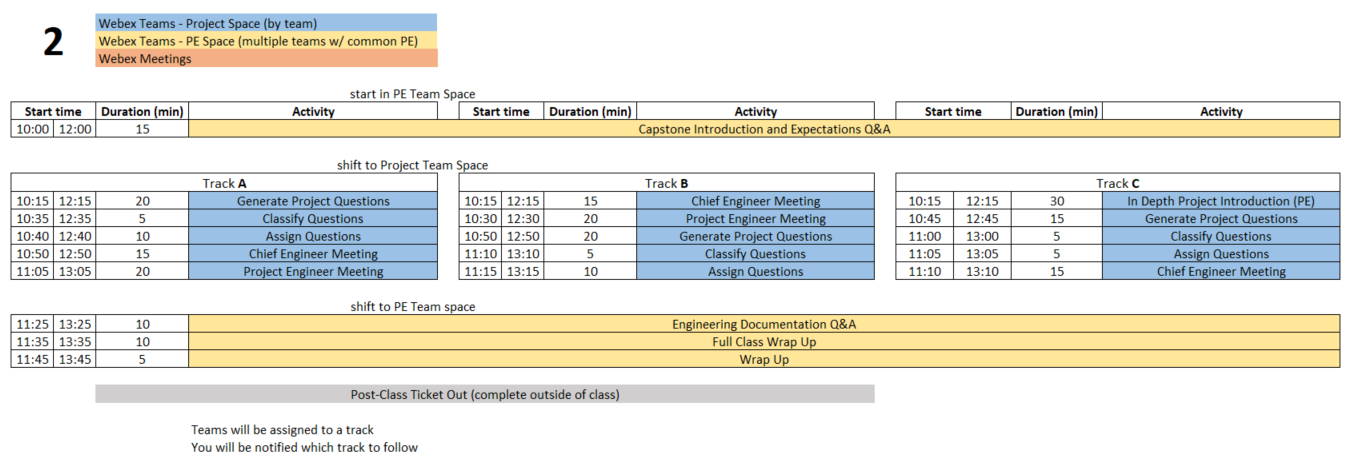 2
Webex Teams - Project Space (by team)
Webex Teams - PE Space (multiple teams w/ common PE)
Webex Meetings
start in PE Team Space
Start time Duration (min) Activity Start time Duration (min) Activity Start time Duration (min) Activity
10:00 12:00 15 Capstone Introduction and Expectations Q&A
shift to Project Team Space
Track A Track B Track C
10:15 12:15 20 Generate Project Questions 10:15 12:15 15 Chief Engineer Meeting 10:15 12:15 30 In Depth Project Introduction (PE)
10:35 12:35 5 Classify Questions 10:30 12:30 20 Project Engineer Meeting 10:45 12:45 15 Generate Project Questions
10:40 12:40 10 Assign Questions 10:50 12:50 20 Generate Project Questions 11:00 13:00 5 Classify Questions
10:50 12:50 15 Chief Engineer Meeting 11:10 13:10 5 Classify Questions 11:05 13:05 5 Assign Questions
11:05 13:05 20 Project Engineer Meeting 11:15 13:15 10 Assign Questions 11:10 13:10 15 Chief Engineer Meeting
shift to PE Team space
11:25 13:25 10 Engineering Documentation Q&A
11:35 13:35 10 Full Class Wrap Up
11:45 13:45 5 Wrap Up
Post-Class Ticket Out (complete outside of class)
Teams will be assigned to a track
You will be notified which track to follow